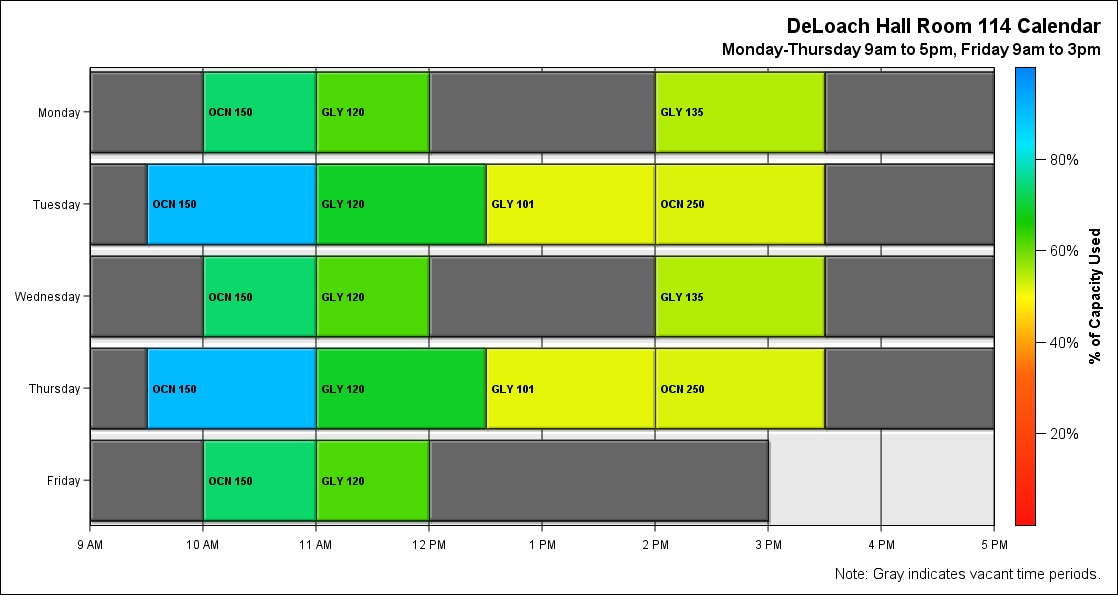 DeLoach Hall Room 114 Calendar
Monday-Thursday 9am to 5pm, Friday 9am to 3pm
Monday
OCN 150
GLY 120
GLY 135
Tuesday
OCN 150
GLY 120
GLY 101
OCN 250
Wednesday
OCN 150
GLY 120
GLY 135
Thursday
OCN 150
GLY 120
GLY 101
OCN 250
Friday
OCN 150
GLY 120
9 AM
10 AM
11 AM
12 PM
1 PM
2 PM
3 PM
4 PM
5 PM
80%
60%
40%
20%
% of Capacity Used
Note: Gray indicates vacant time periods.